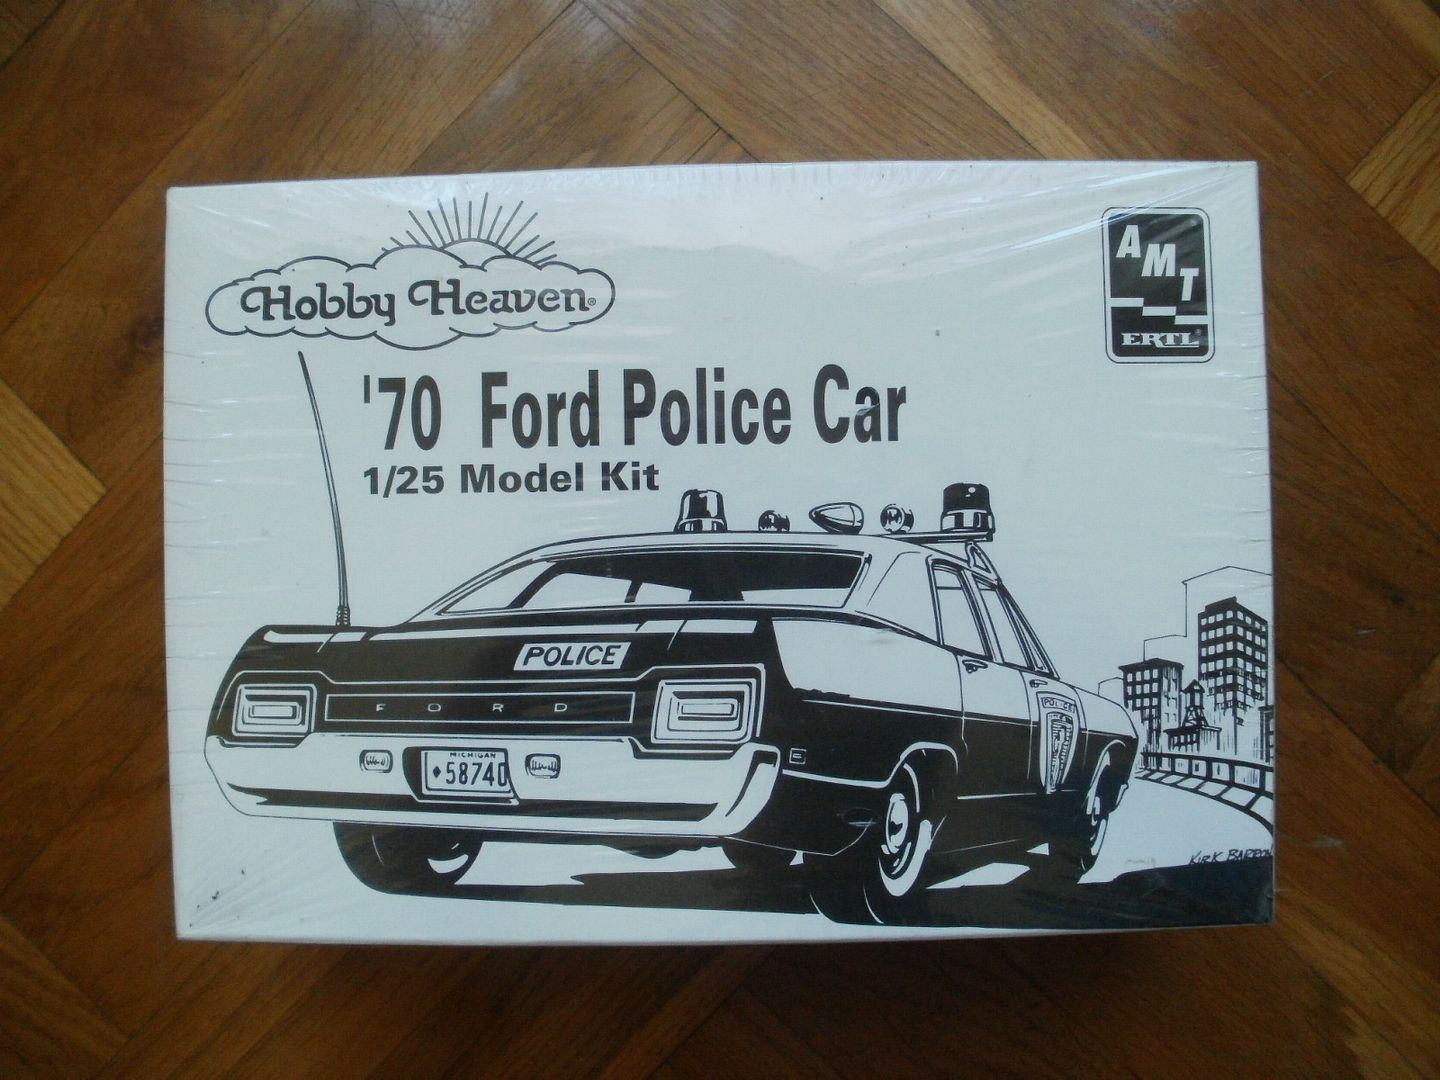 Hobby Heaven®
AMT
ERTL®
'70 Ford Police Car
1/25 Model Kit
POLICE
FORD
MICHIGAN
58740
POLICE
KIRK BARRON